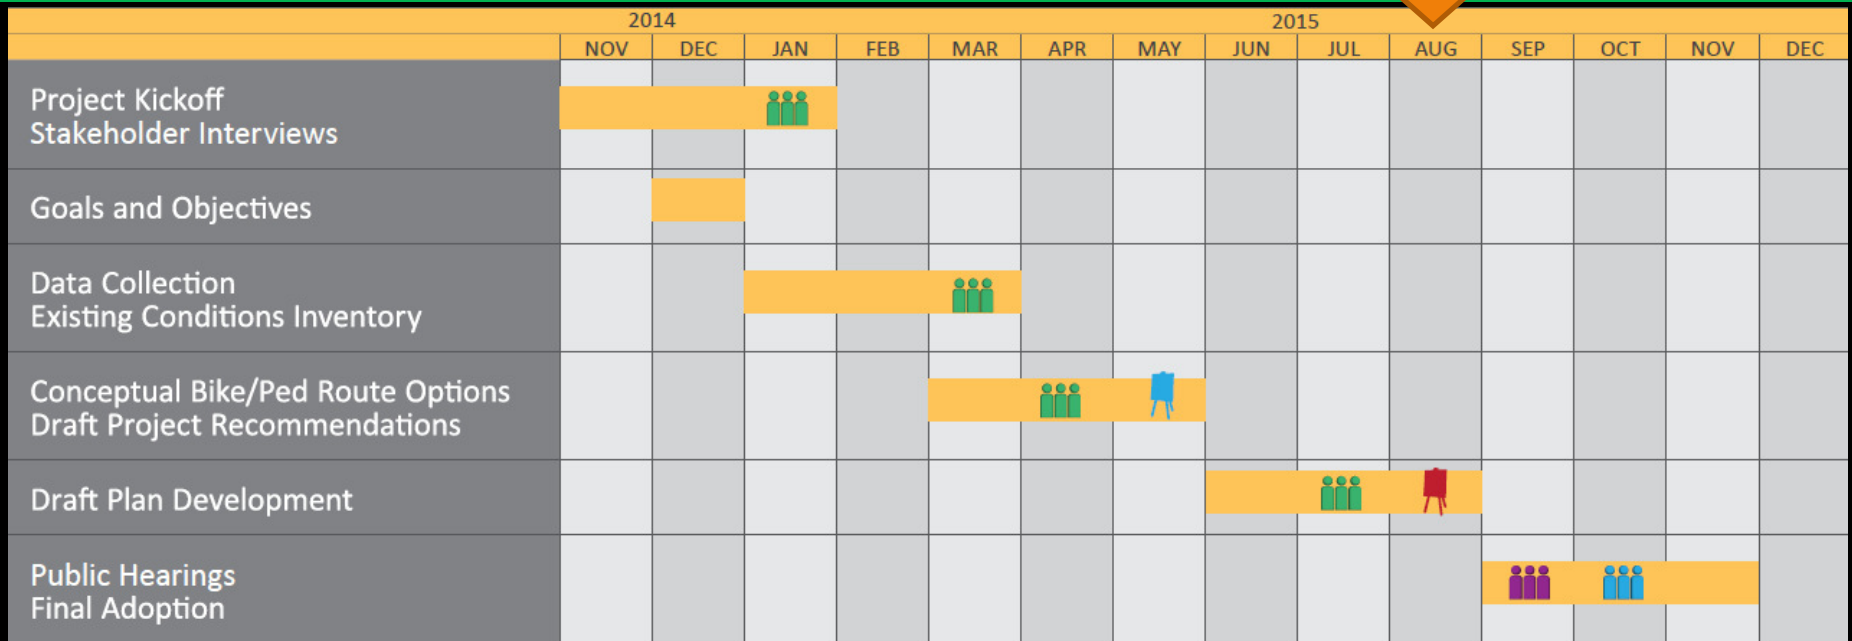 2014 2015
NOV DEC JAN FEB MAR APR MAY JUN JUL AUG SEP OCT NOV DEC
Project Kickoff
Stakeholder Interviews
Goals and Objectives
Data Collection
Existing Conditions Inventory
Conceptual Bike/Ped Route Options
Draft Project Recommendations
Draft Plan Development
Public Hearings
Final Adoption